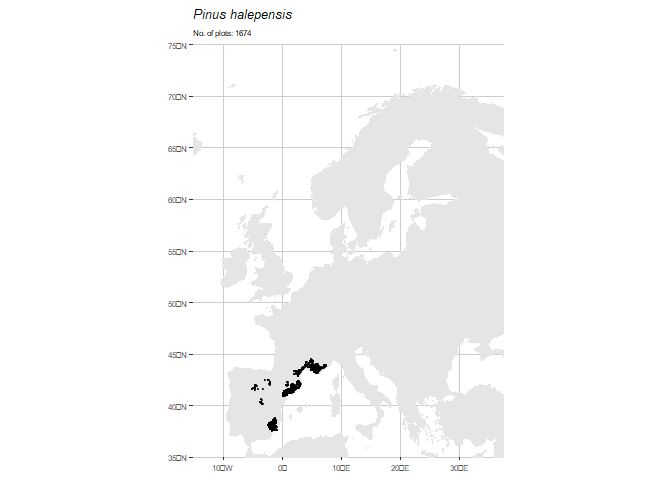 Pinus halepensis
No. of plots: 1674
75□N
70□N
65□N
60□N
55□N
50□N
45□N
40□N
35□N
10□W
0□
10□E
20□E
30□E